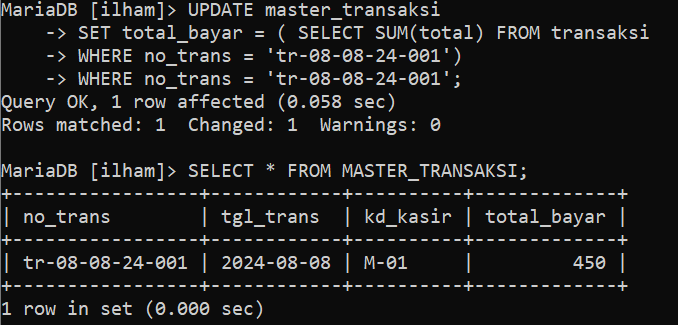 MariaDB [ilham]> UPDATE master_transaksi
    -> SET total_bayar = ( SELECT SUM(total) FROM transaksi
    -> WHERE no_trans = 'tr-08-08-24-001')
    -> WHERE no_trans = 'tr-08-08-24-001';
Query OK, 1 row affected (0.058 sec)
Rows matched: 1  Changed: 1  Warnings: 0

MariaDB [ilham]> SELECT * FROM MASTER_TRANSAKSI;
+-----------------+------------+----------+-------------+
| no_trans        | tgl_trans  | kd_kasir | total_bayar |
+-----------------+------------+----------+-------------+
| tr-08-08-24-001 | 2024-08-08 | M-01     |         450 |
+-----------------+------------+----------+-------------+
1 row in set (0.000 sec)